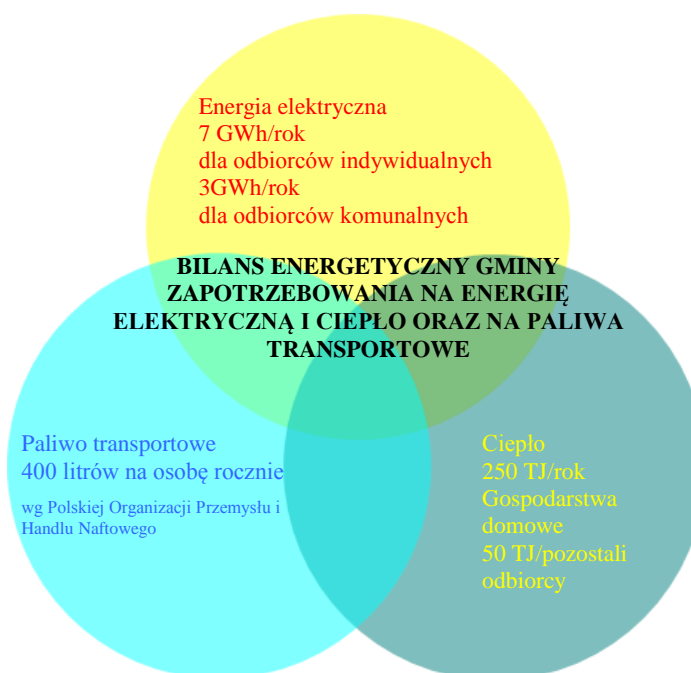 Energia elektryczna
7 GWh/rok
dla odbiorców indywidualnych
3GWh/rok
dla odbiorców komunalnych
BILANS ENERGETYCZNY GMINY
ZAPOTRZEBOWANIA NA ENERGIĘ
ELEKTRYCZNĄ I CIEPŁO ORAZ NA PALIWA
TRANSPORTOWE
Paliwo transportowe
400 litrów na osobę rocznie
wg Polskiej Organizacji Przemysłu i
Handlu Naftowego
Ciepło
250 TJ/rok
Gospodarstwa
domowe
50 TJ/pozostali
odbiorcy